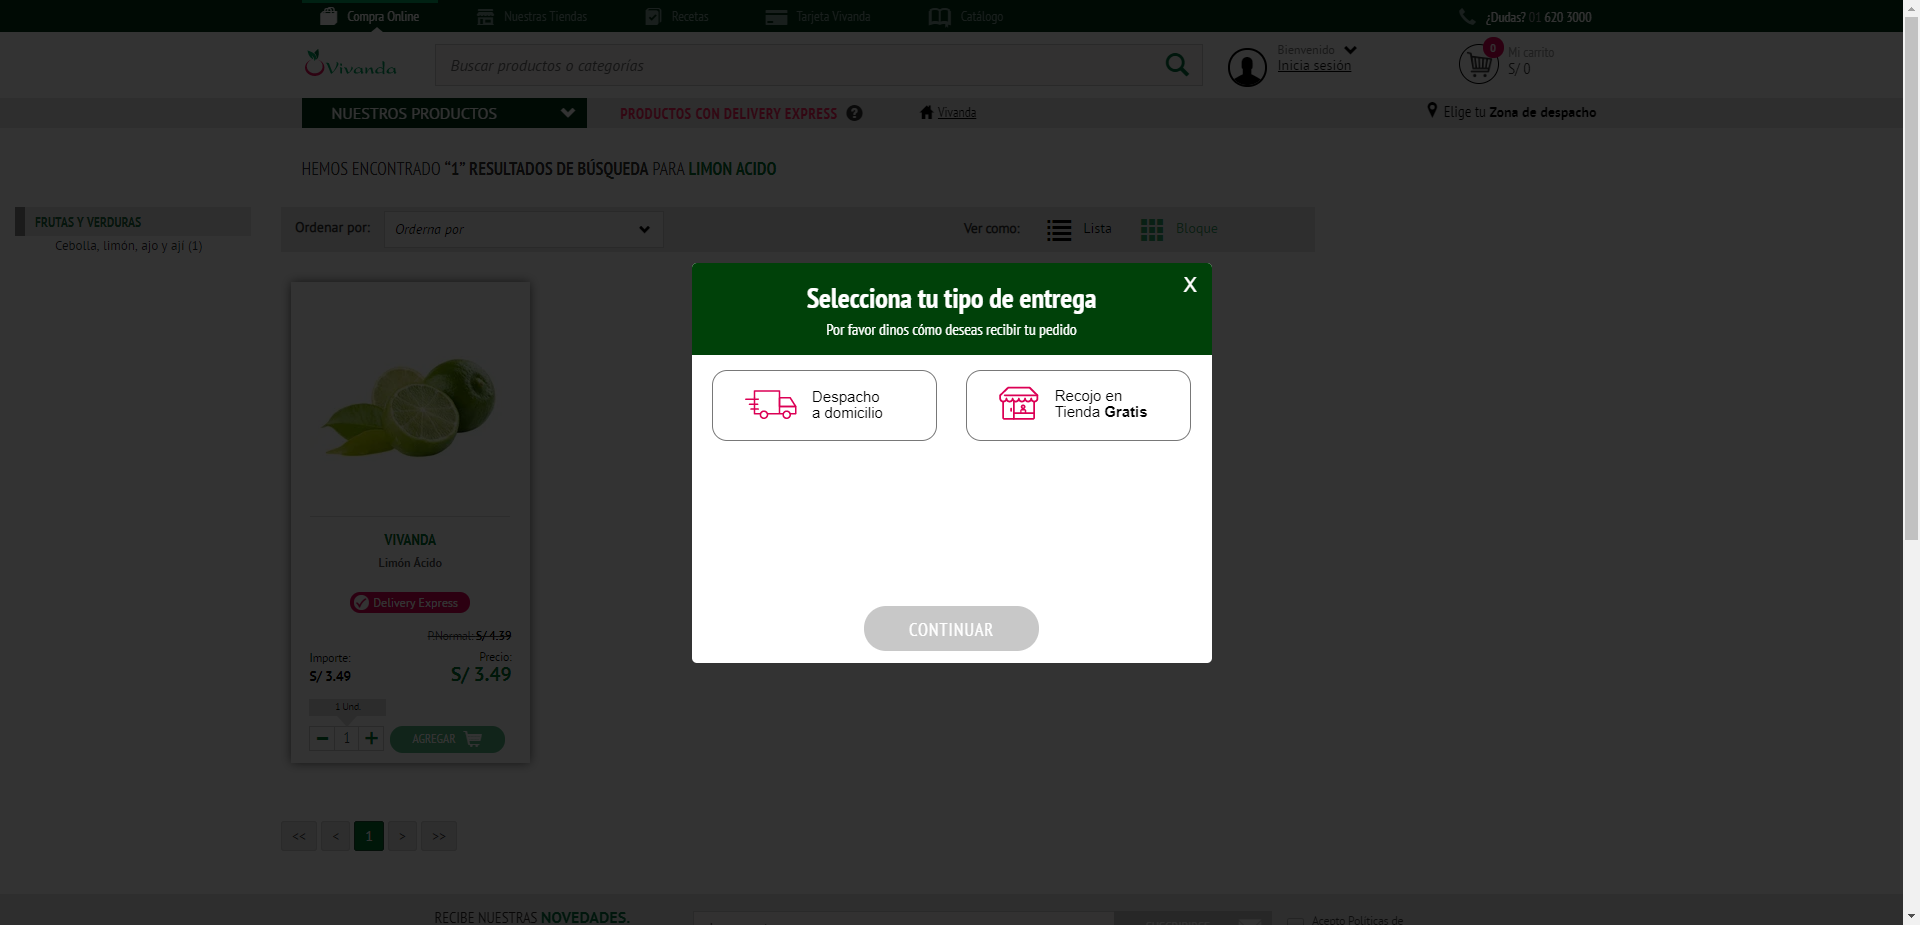 Compra Online
Nuestras Tiendas
Recetas
Tarjeta Vivanda
Catálogo
¿Dudas? 01 620 3000
Vivanda
Buscar productos o categorías
Bienvenido
Inicia sesión
0
Mi carrito
S/ 0
NUESTROS PRODUCTOS
PRODUCTOS CON DELIVERY EXPRESS ?
Vivanda
Elige tu Zona de despacho
HEMOS ENCONTRADO "1" RESULTADOS DE BÚSQUEDA PARA LIMON ACIDO
FRUTAS Y VERDURAS
Cebolla, limón, ajo y ají (1)
Ordenar por:
Orderna por
Ver como:
Lista
Bloque
Selecciona tu tipo de entrega
X
Por favor dinos cómo deseas recibir tu pedido
Despacho
a domicilio
Recojo en
Tienda Gratis
CONTINUAR
VIVANDA
Limón Ácido
Delivery Express
P.Normal: S/ 4.39
Importe:
Precio:
S/ 3.49
S/ 3.49
1 Und
1
AGREGAR
<<
<
1
>
>>
RECIBE NUESTRAS NOVEDADES.
Acepto Políticas de